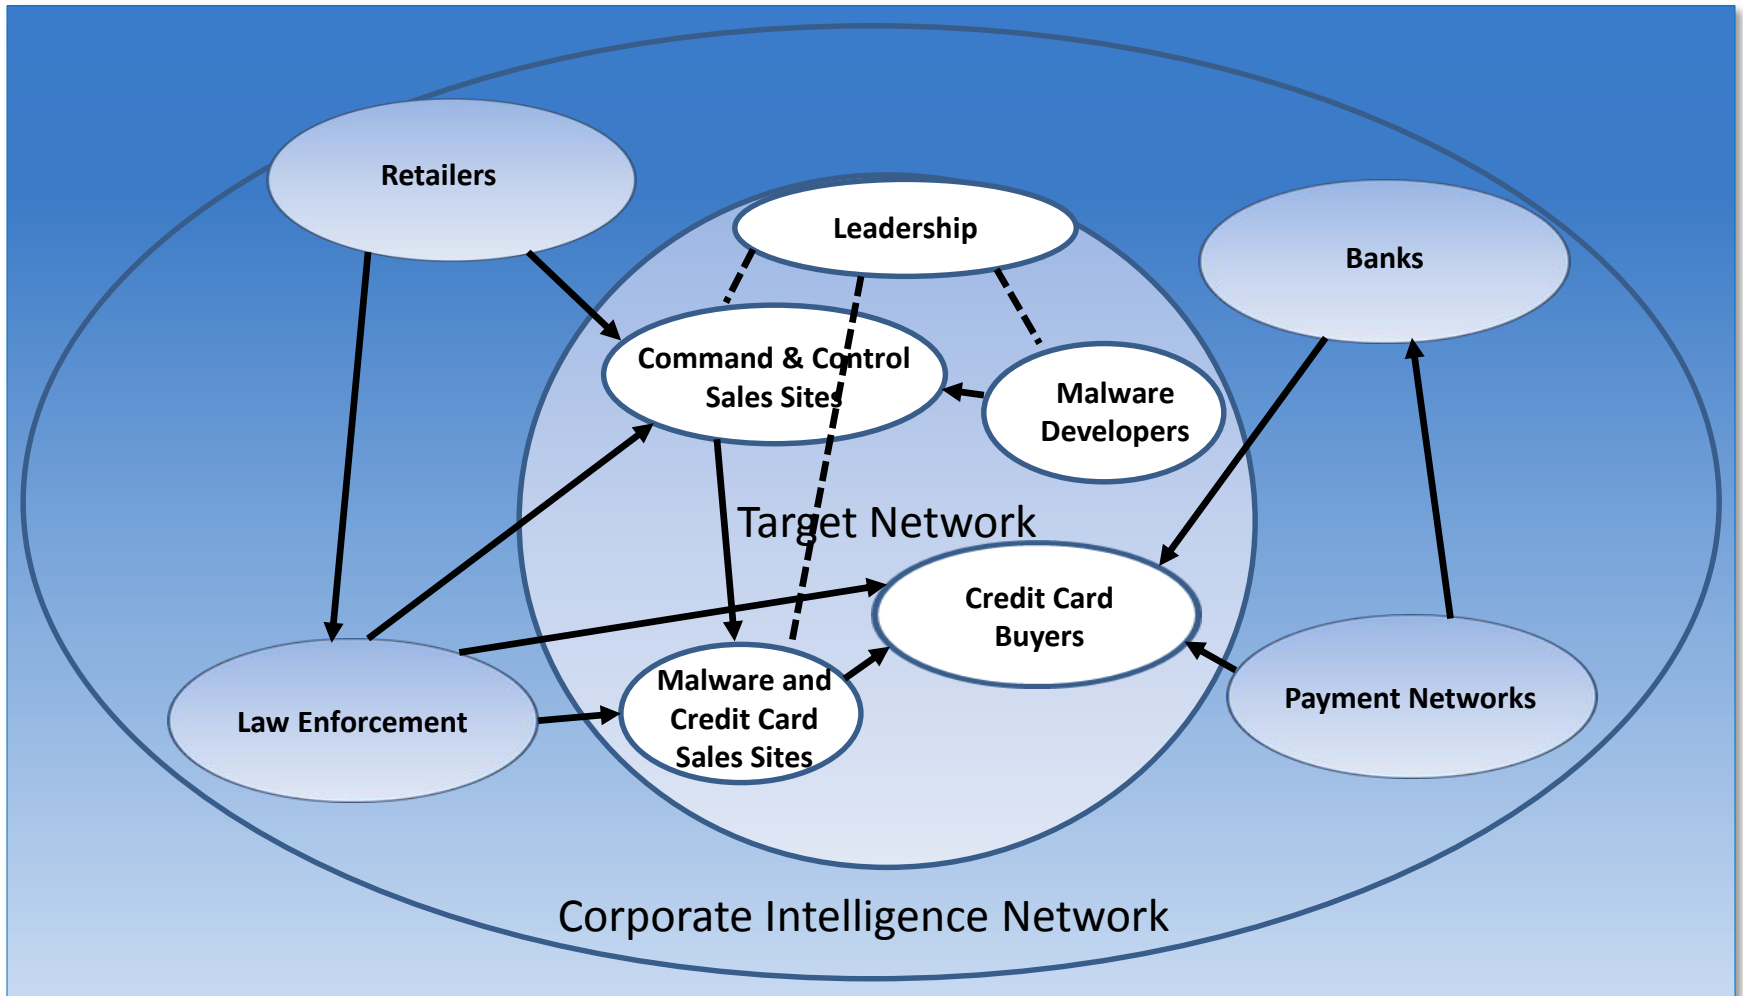 Retailers
Leadership
Banks
Command & Control
Sales Sites
Malware
Developers
Target Network
Credit Card
Buyers
Malware and
Credit Card
Sales Sites
Law Enforcement
Payment Networks
Corporate Intelligence Network